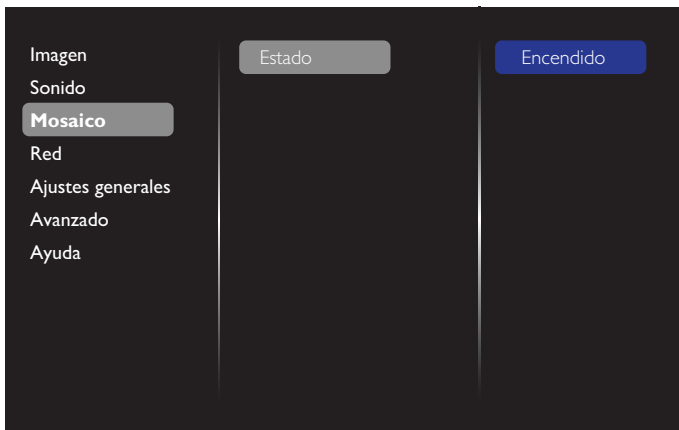 Imagen
Sonido
Mosaico
Red
Ajustes generales
Avanzado
Ayuda
Estado
Encendido